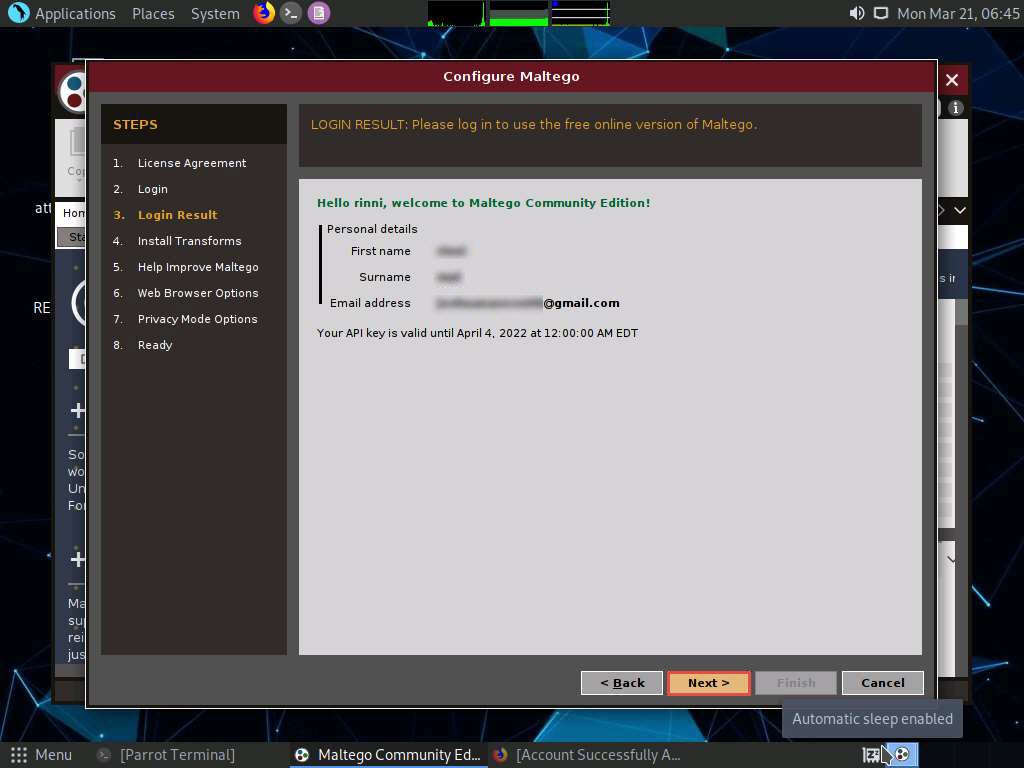 Applications Places System Mon Mar 21, 06:45
Configure Maltego
STEPS
1. License Agreement
2. Login
3. Login Result
4. Install Transforms
5. Help Improve Maltego
6. Web Browser Options
7. Privacy Mode Options
8. Ready
LOGIN RESULT: Please log in to use the free online version of Maltego.
Hello rinni, welcome to Maltego Community Edition!
Personal details
First name
Surname
Email address @gmail.com
Your API key is valid until April 4, 2022 at 12:00:00 AM EDT
< Back Next > Finish Cancel
Automatic sleep enabled
Menu [Parrot Terminal] Maltego Community Ed... [Account Successfully A...